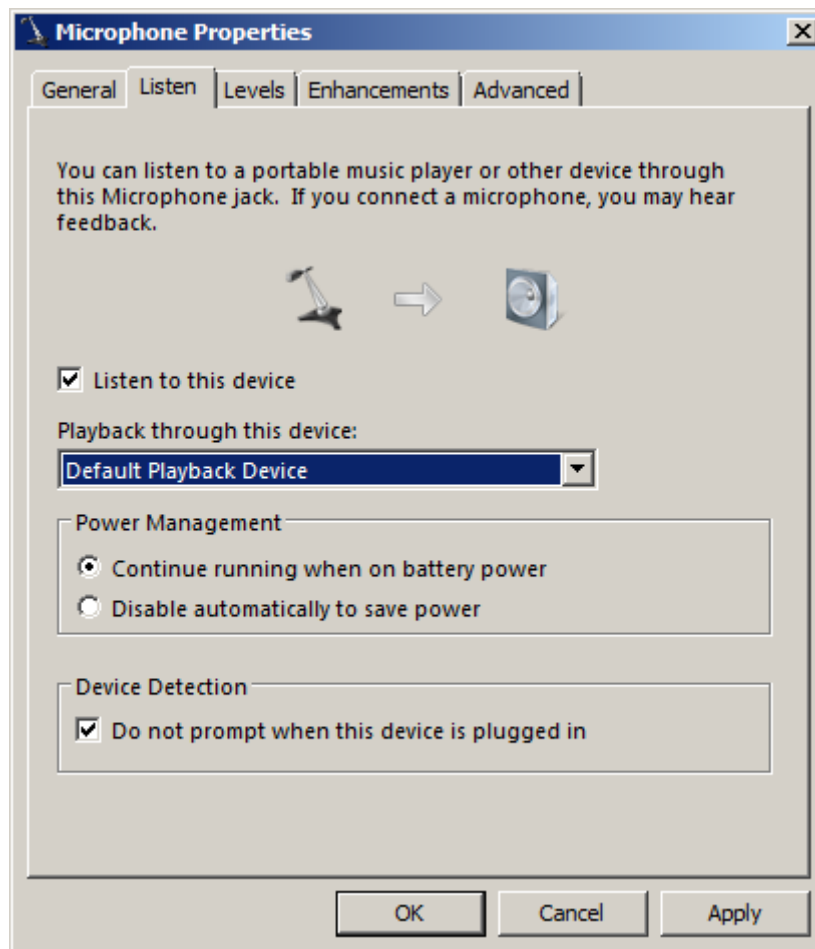 Microphone Properties
General Listen Levels Enhancements Advanced
You can listen to a portable music player or other device through
this Microphone jack.  If you connect a microphone, you may hear
feedback.
Listen to this device
Playback through this device:
Default Playback Device
Power Management
Continue running when on battery power
Disable automatically to save power
Device Detection
Do not prompt when this device is plugged in
OK Cancel Apply